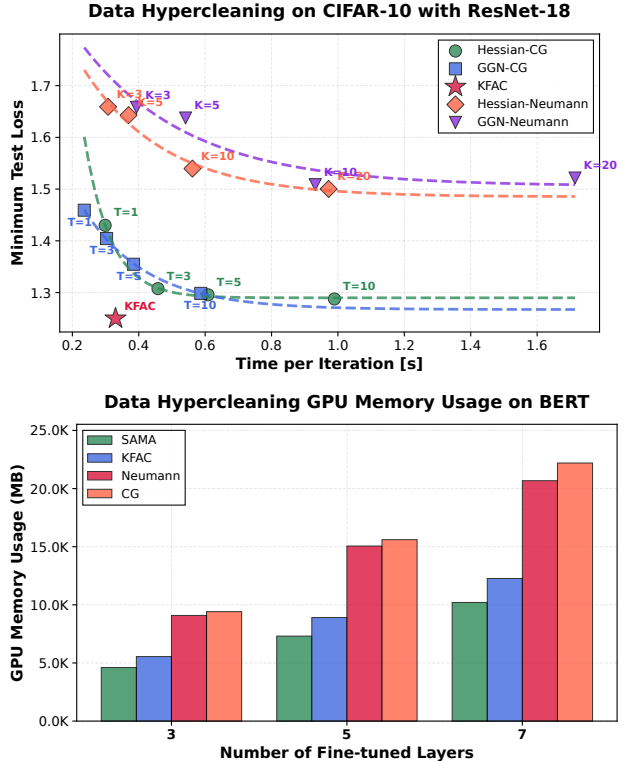 Data Hypercleaning on CIFAR-10 with ResNet-18
Minimum Test Loss
1.7
1.6
1.5
1.4
1.3
Hessian-CG
GGN-CG
KFAC
Hessian-Neumann
GGN-Neumann
K=3
K=3
K=5
K=5
K=10
K=10
K=20
K=20
T=1
T=1
T=3
T=5
T=3
T=5
T=10
T=10
KFAC
0.2 0.4 0.6 0.8 1.0 1.2 1.4 1.6
Time per Iteration [s]
Data Hypercleaning GPU Memory Usage on BERT
GPU Memory Usage (MB)
25.0K
20.0K
15.0K
10.0K
5.0K
0.0K
SAMA
KFAC
Neumann
CG
3 5 7
Number of Fine-tuned Layers